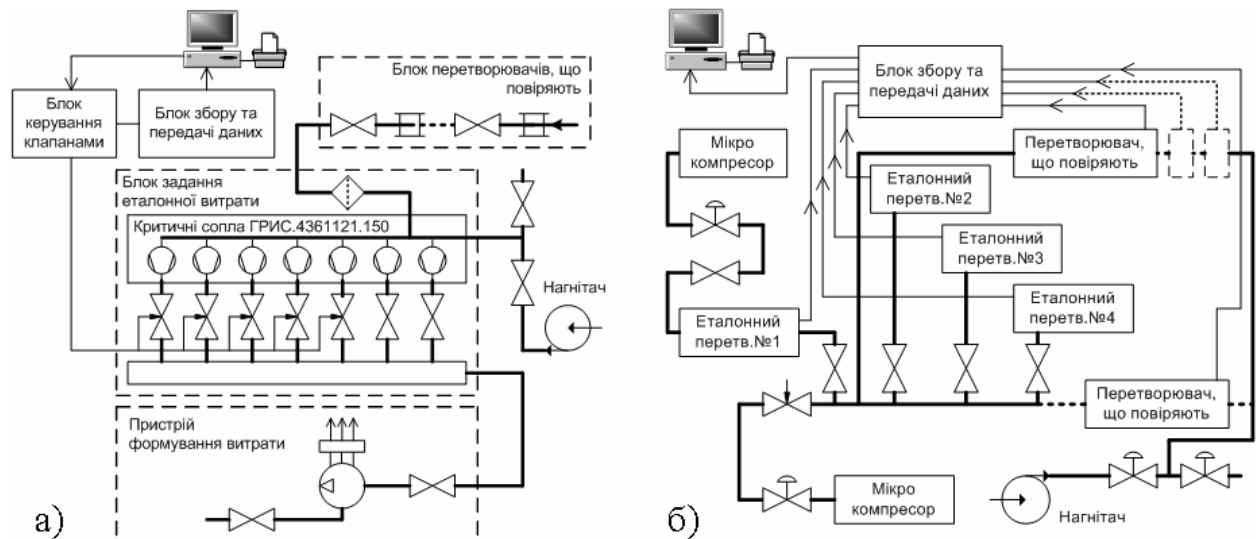 Блок перетворювачів, що
повіряють
Блок
керування
клапанами
Блок збору та
передачі даних
Блок задання
еталонної витрати
Критичні сопла ГРИС.4361121.150
Нагнітач
Пристрій
формування витрати
а)
Блок збору та
передачі даних
Мікро
компресор
Перетворювач,
що повіряють
Еталонний
перетв.№2
Еталонний
перетв.№3
Еталонний
перетв.№4
Еталонний
перетв.№1
Перетворювач,
що повіряють
Мікро
компресор
Нагнітач
б)